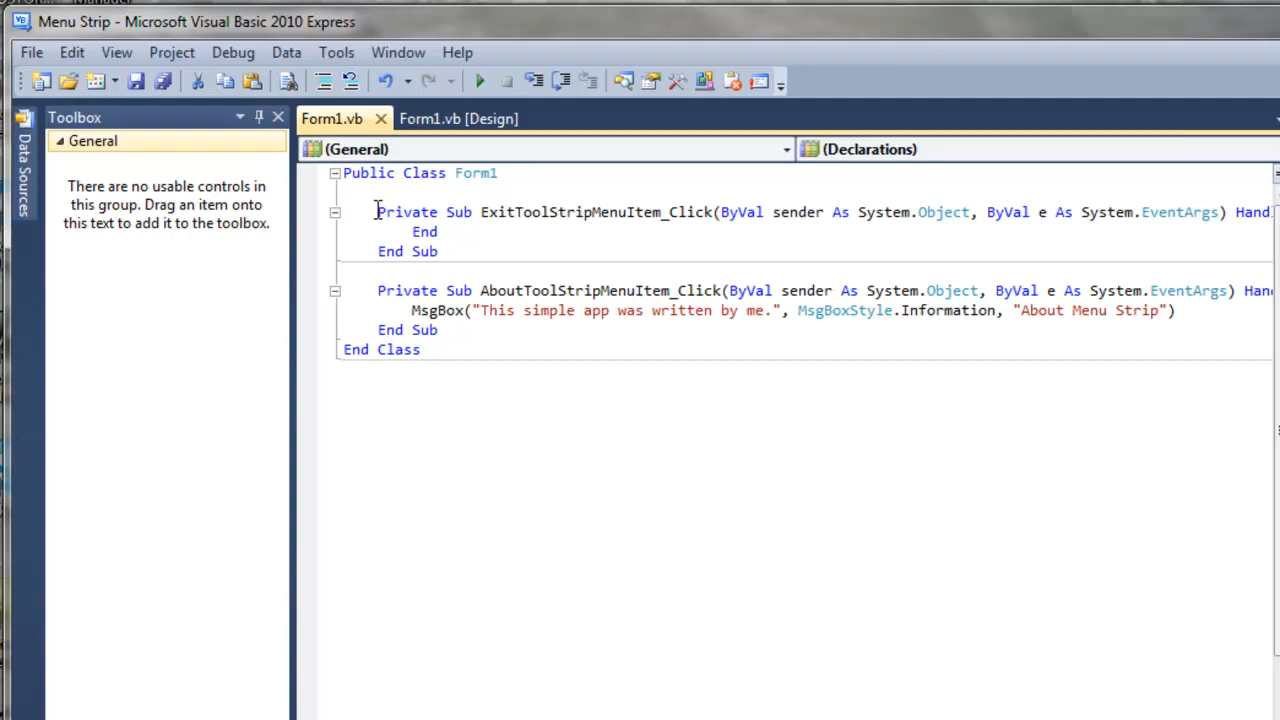 Menu Strip - Microsoft Visual Basic 2010 Express
File Edit View Project Debug Data Tools Window Help
Toolbox
Form1.vb Form1.vb [Design]
General
(General) (Declarations)
Data Sources
There are no usable controls in
this group. Drag an item onto
this text to add it to the toolbox.
Public Class Form1
Private Sub ExitToolStripMenuItem_Click(ByVal sender As System.Object, ByVal e As System.EventArgs)
End
End Sub
Private Sub AboutToolStripMenuItem_Click(ByVal sender As System.Object, ByVal e As System.EventArgs)
MsgBox("This simple app was written by me.", MsgBoxStyle.Information, "About Menu Strip")
End Sub
End Class